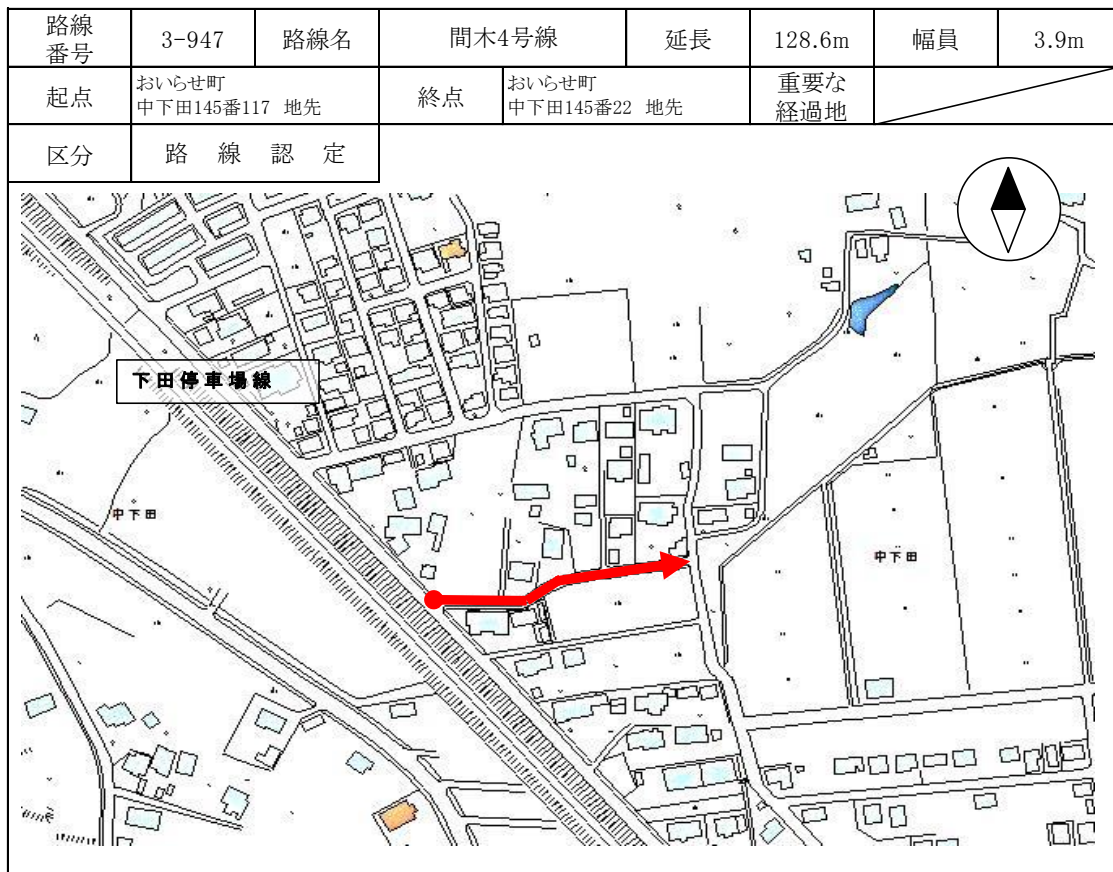 路線番号 3-947 路線名 間木4号線 延長 128.6m 幅員 3.9m
起点 おいらせ町
中下田145番117 地先
終点 おいらせ町
中下田145番22 地先
重要な
経過地
区分 路線認定
下田停車場線
中下田
中下田